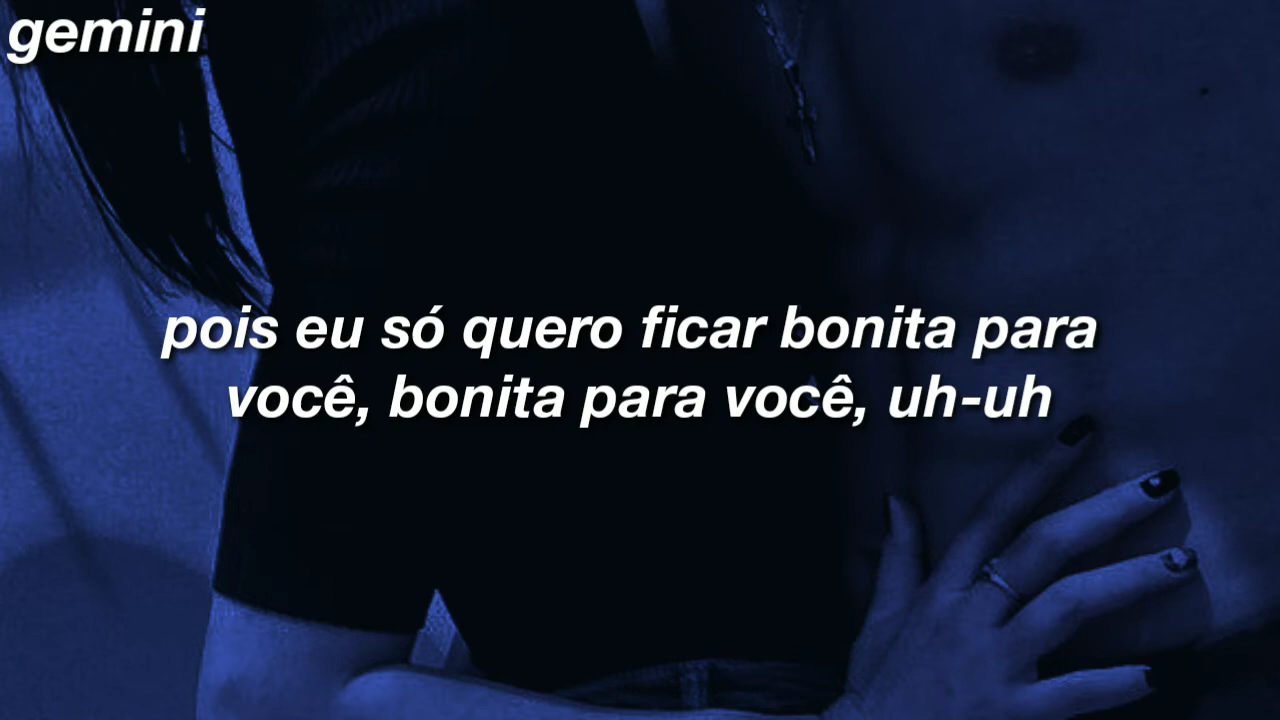 gemini
pois eu só quero ficar bonita para
você, bonita para você, uh-uh